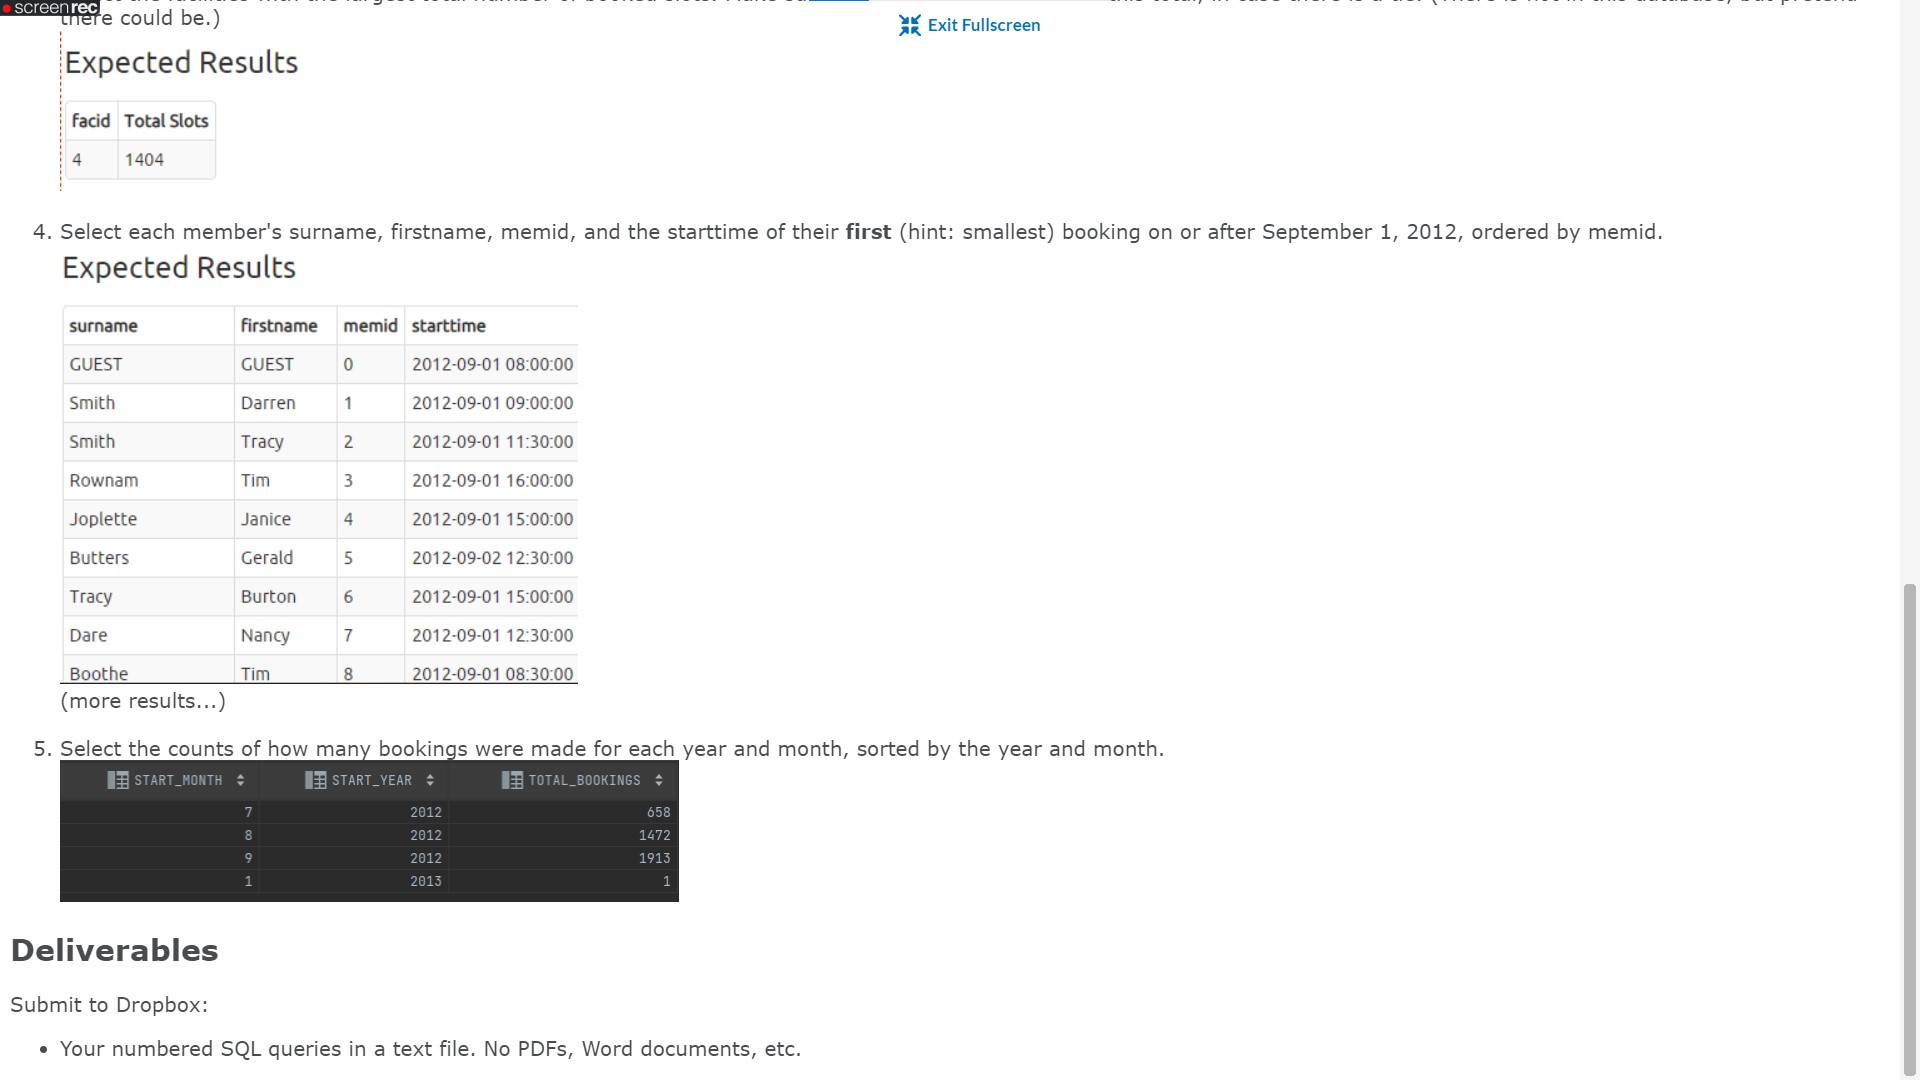 screenrec
there could be.)
Exit Fullscreen
Expected Results
facid Total Slots
4 1404
4. Select each member's surname, firstname, memid, and the starttime of their first (hint: smallest) booking on or after September 1, 2012, ordered by memid.
Expected Results
surname firstname memid starttime
GUEST GUEST 0 2012-09-01 08:00:00
Smith Darren 1 2012-09-01 09:00:00
Smith Tracy 2 2012-09-01 11:30:00
Rownam Tim 3 2012-09-01 16:00:00
Joplette Janice 4 2012-09-01 15:00:00
Butters Gerald 5 2012-09-02 12:30:00
Tracy Burton 6 2012-09-01 15:00:00
Dare Nancy 7 2012-09-01 12:30:00
Boothe Tim 8 2012-09-01 08:30:00
(more results...)
5. Select the counts of how many bookings were made for each year and month, sorted by the year and month.
START_MONTH START_YEAR TOTAL_BOOKINGS
7 2012 658
8 2012 1472
9 2012 1913
1 2013 1
Deliverables
Submit to Dropbox:
• Your numbered SQL queries in a text file. No PDFs, Word documents, etc.